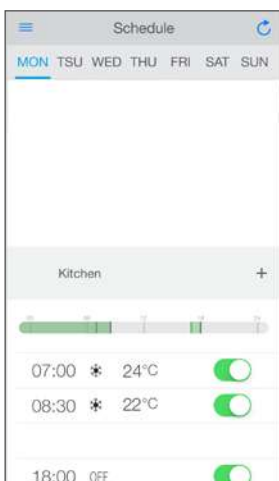 Schedule
MON TSU WED THU FRI SAT SUN
Kitchen +
07:00 24°C
08:30 22°C
18:00 OFF